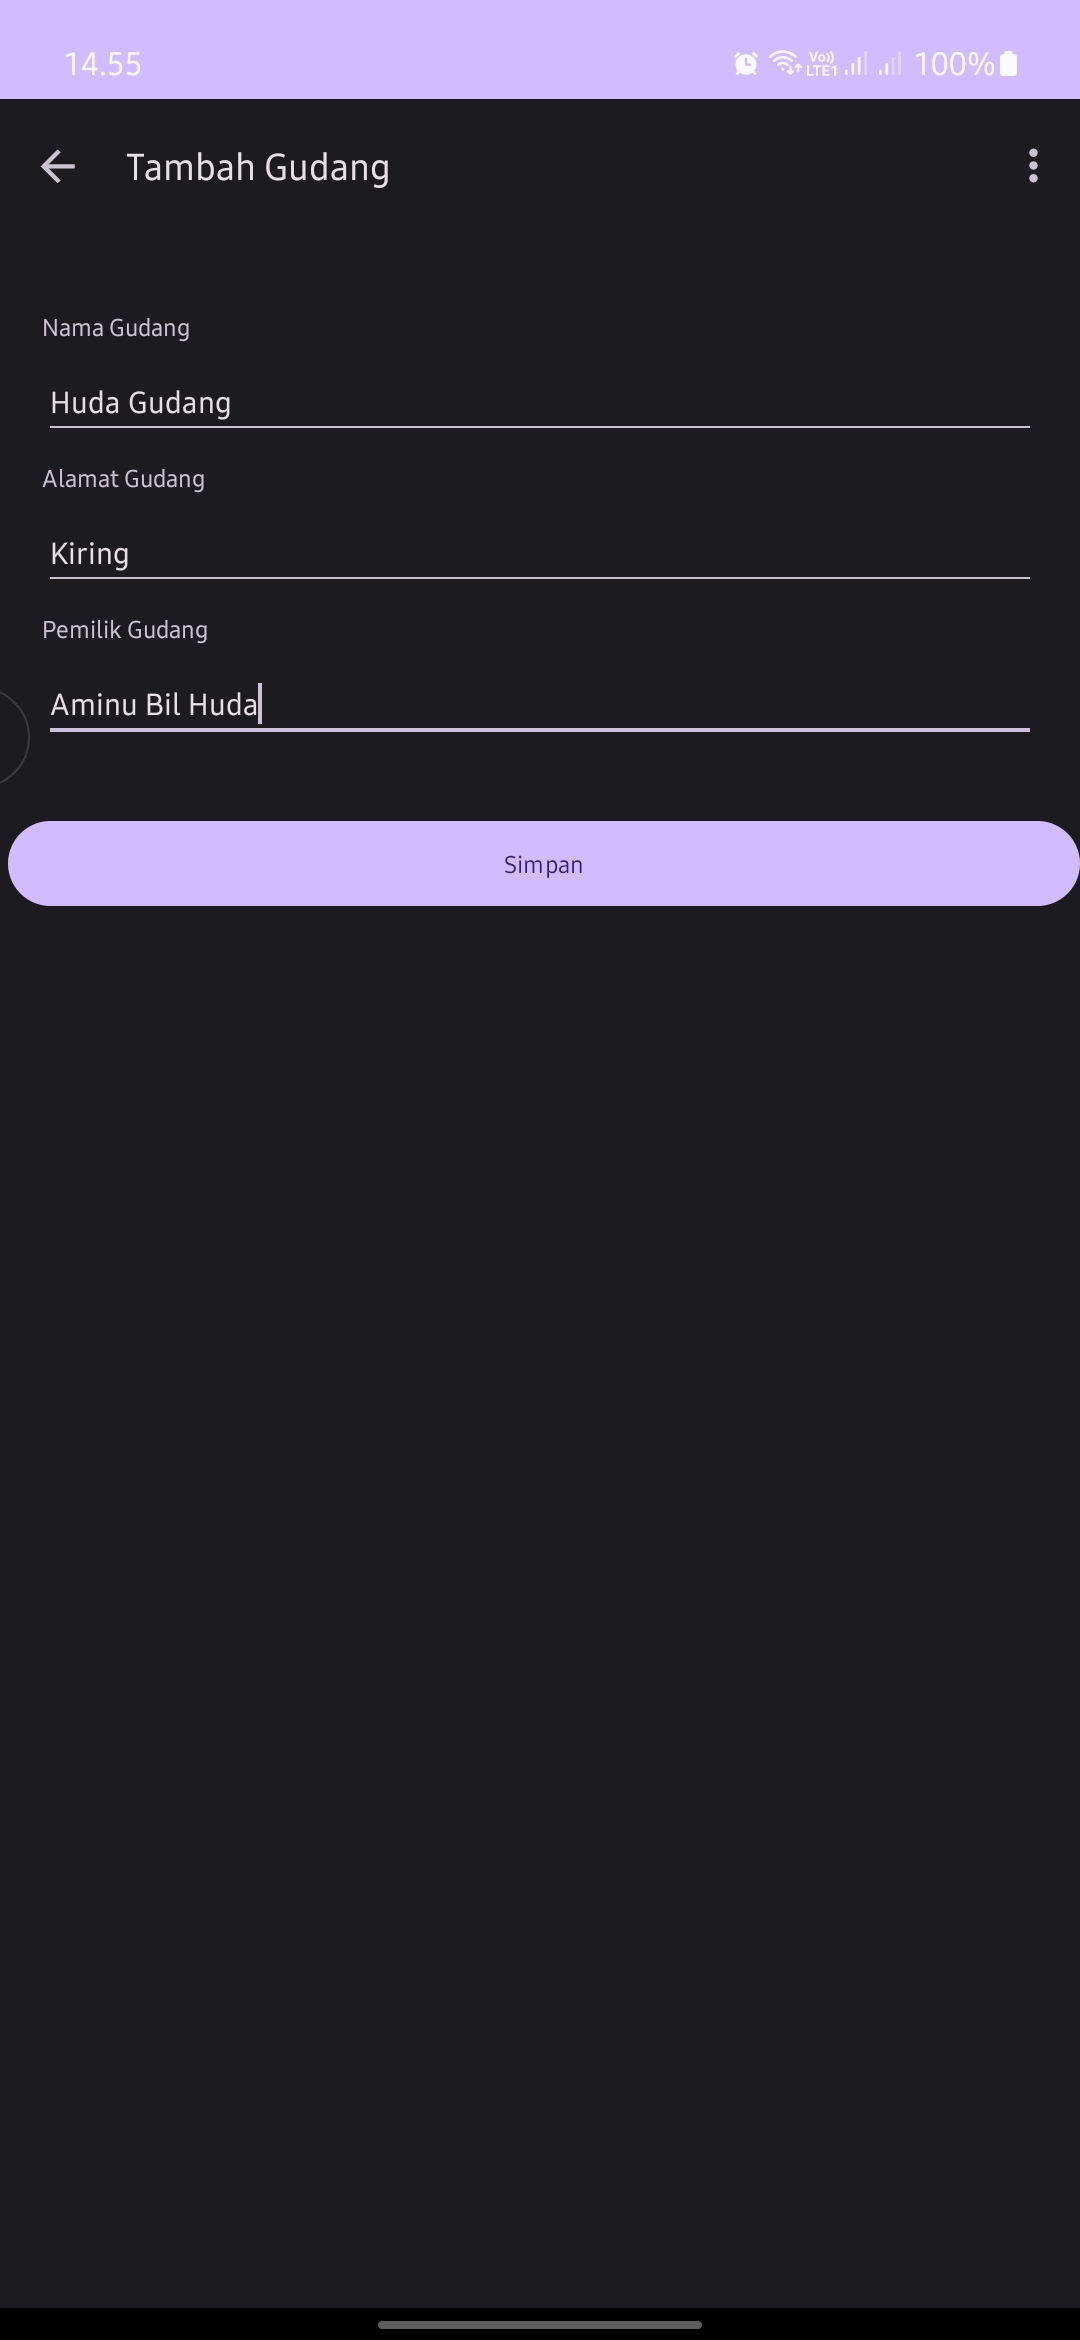 14.55 Vo)) LTE1 100%
Tambah Gudang
Nama Gudang
Huda Gudang
Alamat Gudang
Kiring
Pemilik Gudang
Aminu Bil Huda
Simpan